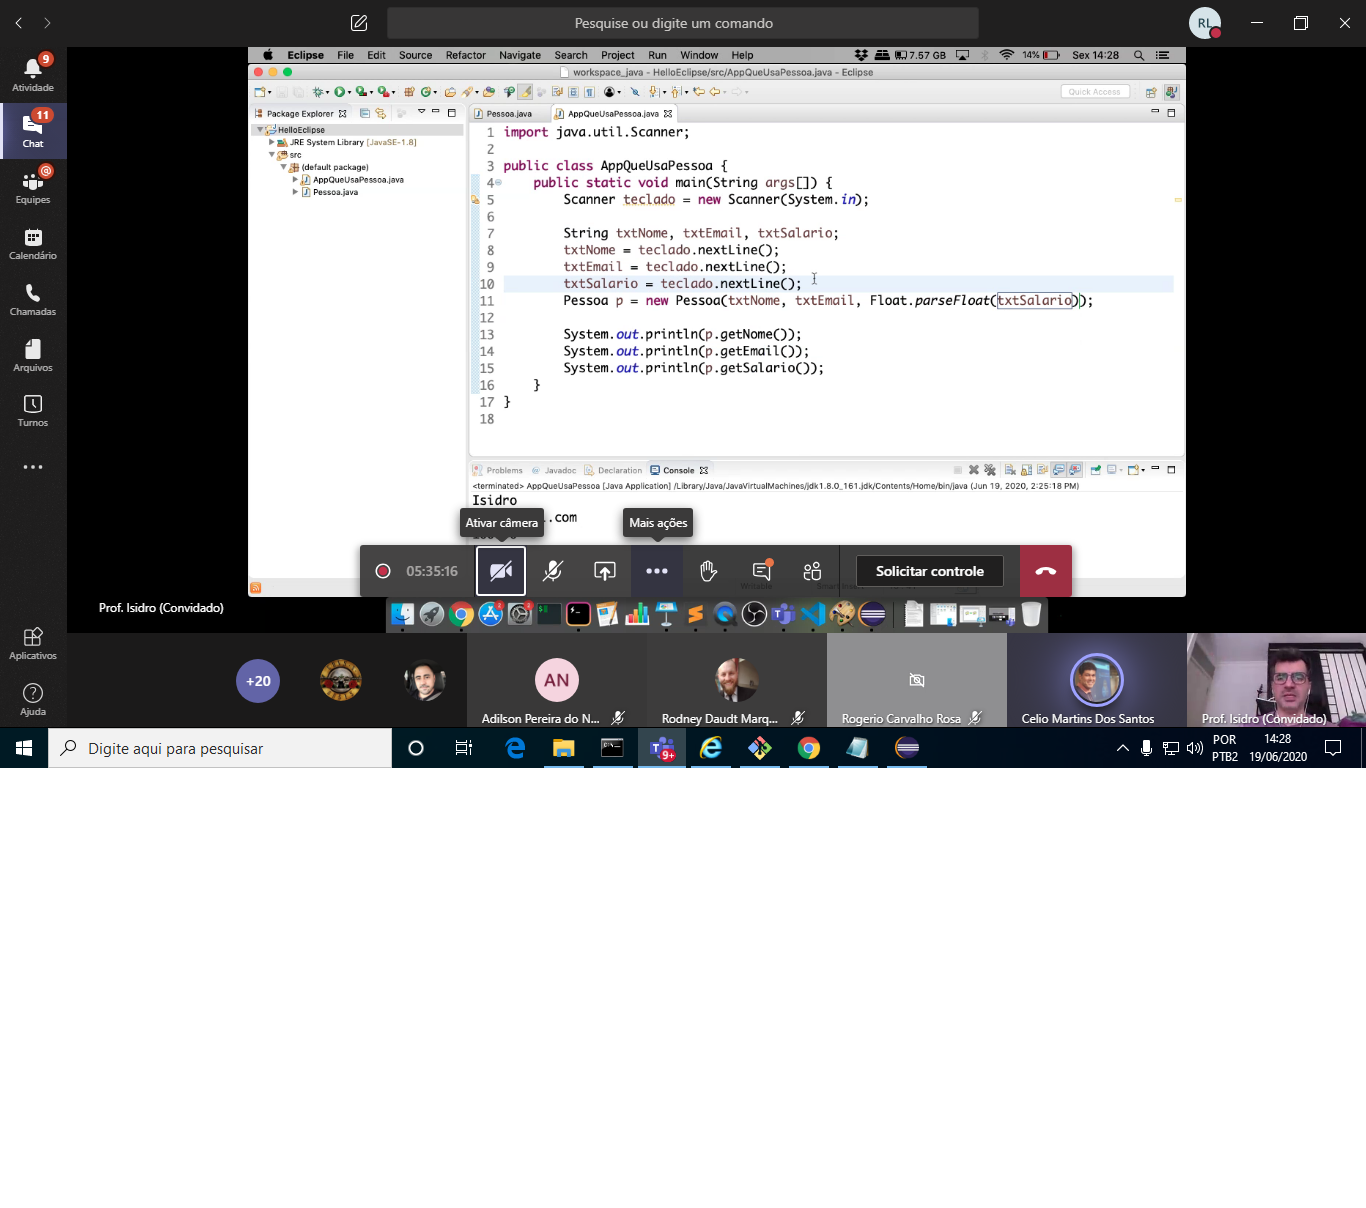 Pesquise ou digite um comando
RL
9
Atividade
11
Chat
@
Equipes
Calendário
Chamadas
Arquivos
Turnos
Aplicativos
Ajuda
Eclipse File Edit Source Refactor Navigate Search Project Run Window Help
7.57 GB 14% Sex 14:28
workspace_java - HelloEclipse/src/AppQueUsaPessoa.java - Eclipse
Quick Access
Package Explorer
HelloEclipse
JRE System Library [JavaSE-1.8]
src
(default package)
AppQueUsaPessoa.java
Pessoa.java
Pessoa.java AppQueUsaPessoa.java
1 import java.util.Scanner;
2
3 public class AppQueUsaPessoa {
4 public static void main(String args[]) {
5 Scanner teclado = new Scanner(System.in);
6
7 String txtNome, txtEmail, txtSalario;
8 txtNome = teclado.nextLine();
9 txtEmail = teclado.nextLine();
10 txtSalario = teclado.nextLine();
11 Pessoa p = new Pessoa(txtNome, txtEmail, Float.parseFloat(txtSalario));
12
13 System.out.println(p.getNome());
14 System.out.println(p.getEmail());
15 System.out.println(p.getSalario());
16 }
17 }
18
Problems Javadoc Declaration Console
<terminated> AppQueUsaPessoa [Java Application] /Library/Java/JavaVirtualMachines/jdk1.8.0_161.jdk/Contents/Home/bin/java (Jun 19, 2020, 2:25:18 PM)
Isidro
.com
Ativar câmera
Mais ações
05:35:16
Solicitar controle
Writable
Prof. Isidro (Convidado)
+20
AN
Adilson Pereira do N...
Rodney Daudt Marq...
Rogerio Carvalho Rosa
Celio Martins Dos Santos
Prof. Isidro (Convidado)
Digite aqui para pesquisar
9+
POR
PTB2
14:28
19/06/2020